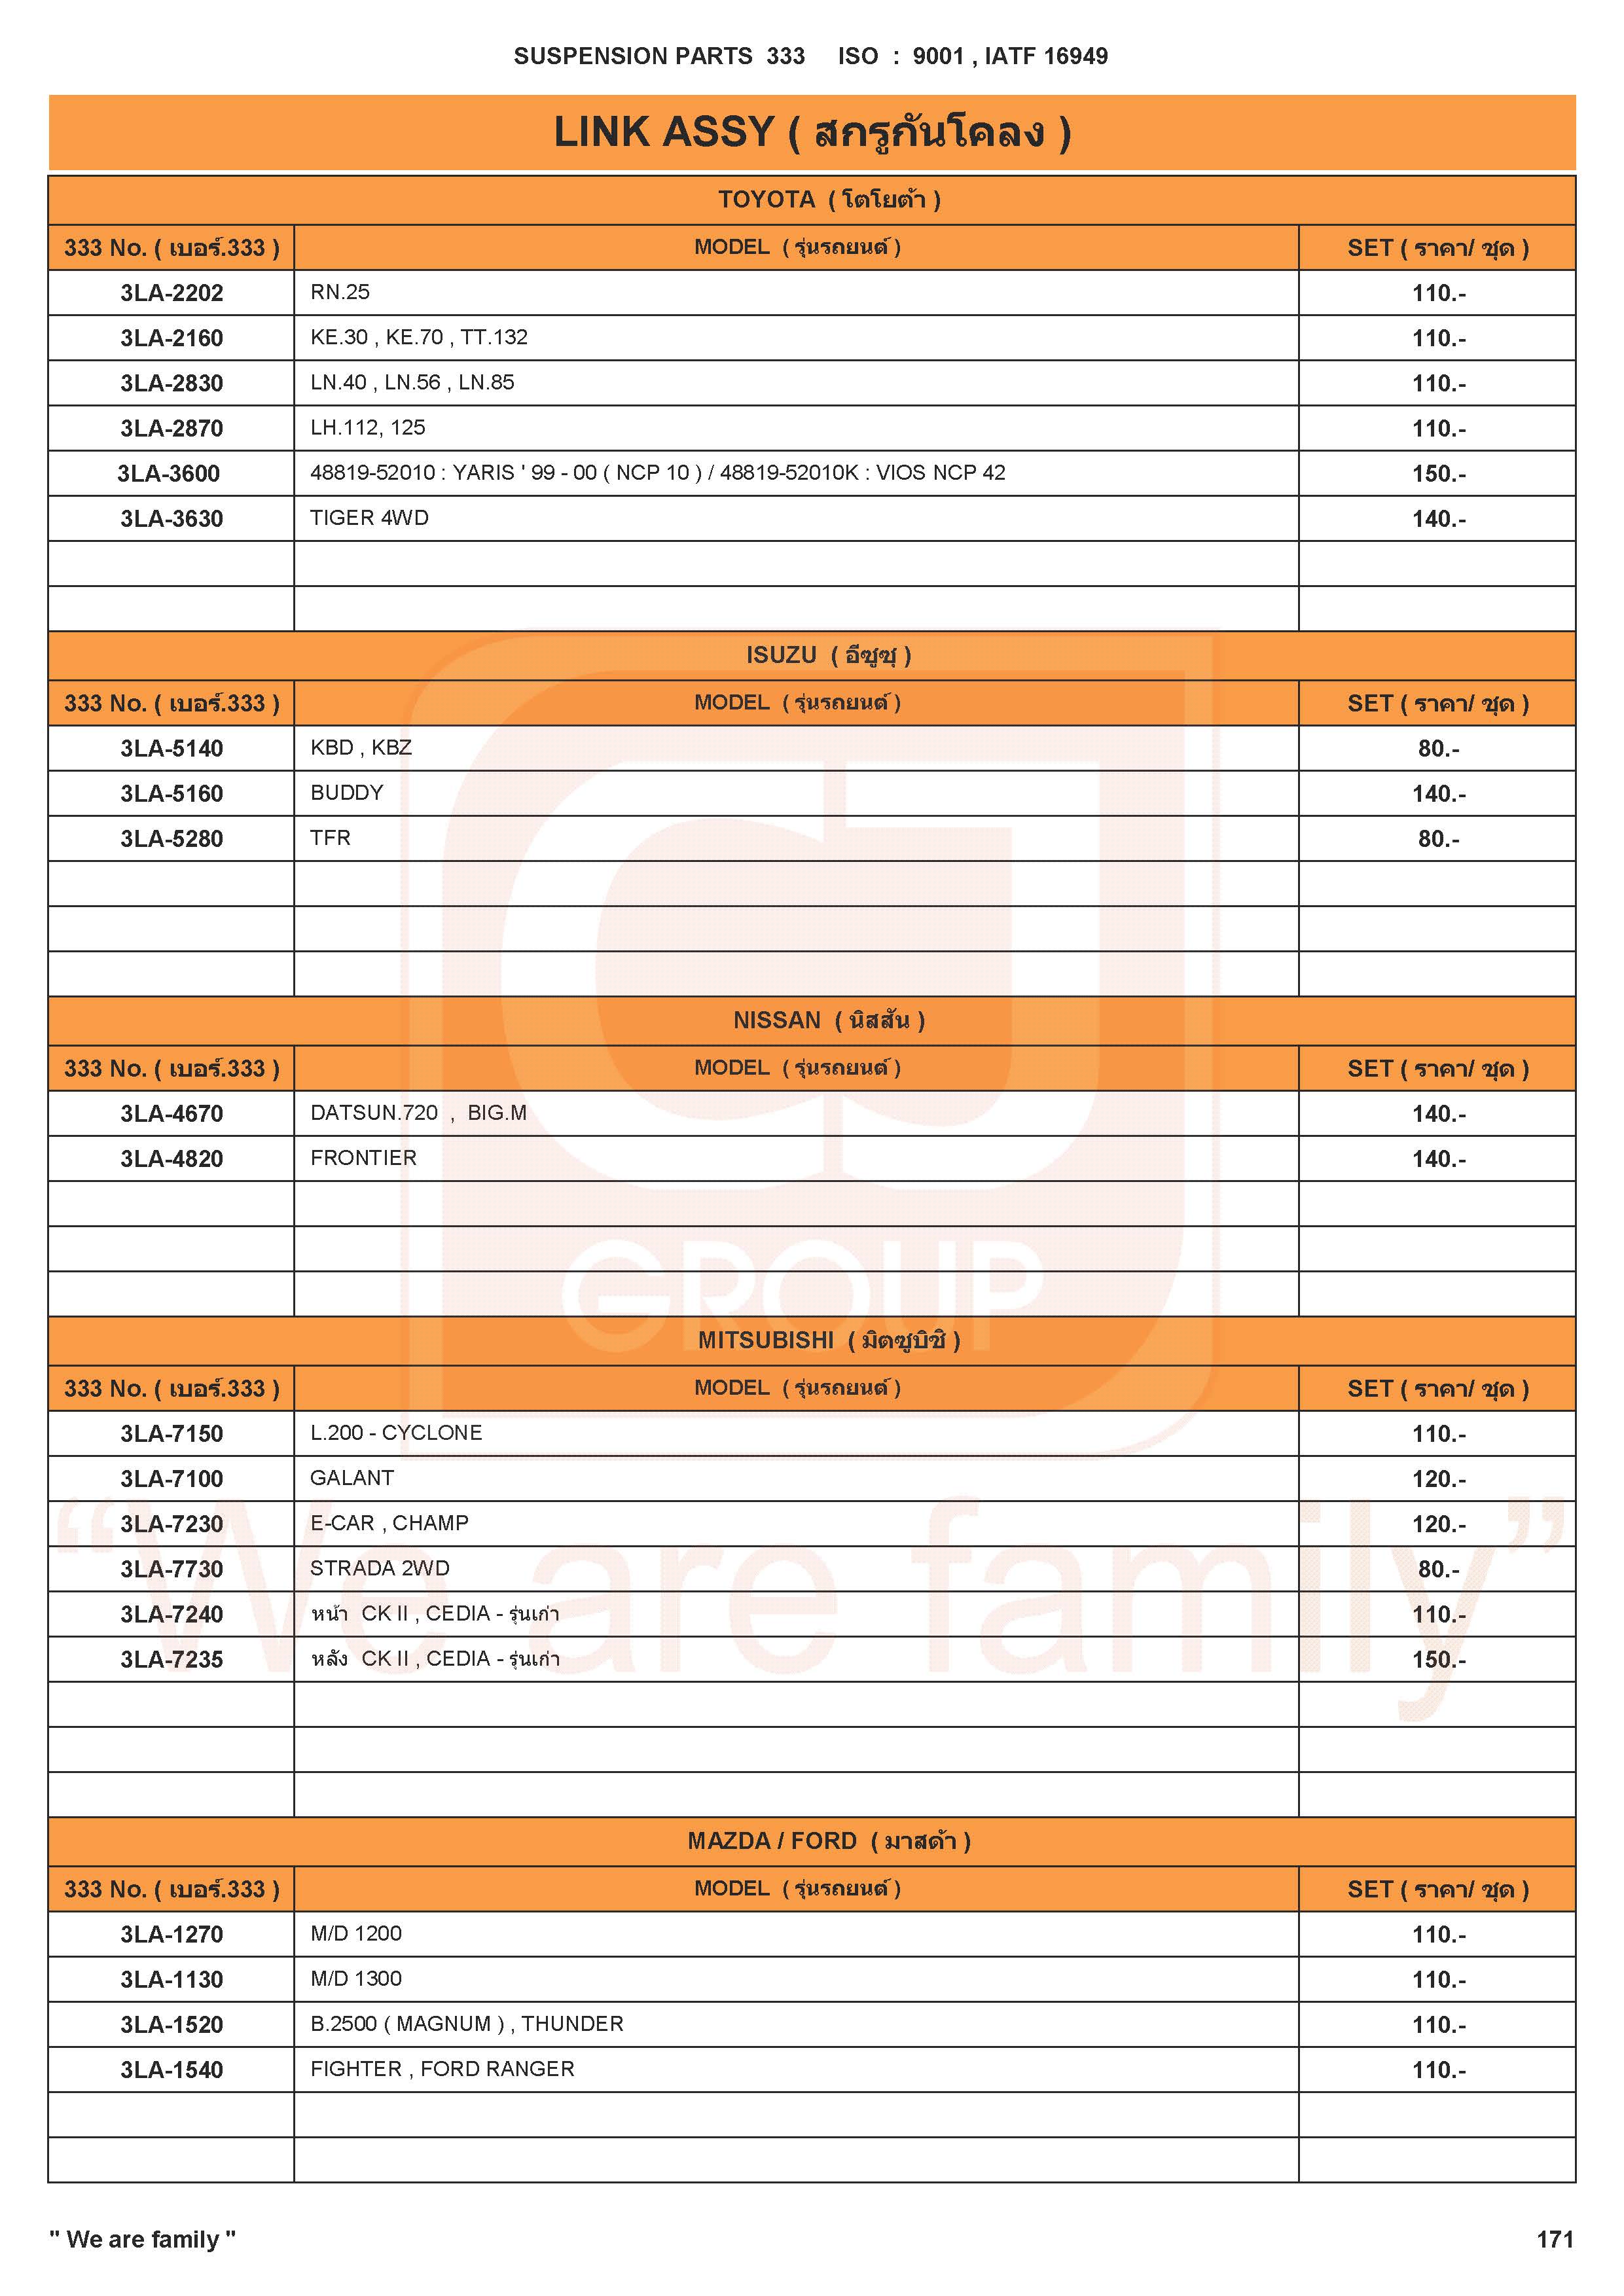 SUSPENSION PARTS 333 ISO : 9001 , IATF 16949
LINK ASSY ( สกรูกันโคลง )
TOYOTA ( โตโยต้า )
333 No. ( เบอร์.333 ) MODEL ( รุ่นรถยนต์ ) SET ( ราคา/ ชุด )
3LA-2202 RN.25 110.-
3LA-2160 KE.30 , KE.70 , TT.132 110.-
3LA-2830 LN.40 , LN.56 , LN.85 110.-
3LA-2870 LH.112, 125 110.-
3LA-3600 48819-52010 : YARIS ' 99 - 00 ( NCP 10 ) / 48819-52010K : VIOS NCP 42 150.-
3LA-3630 TIGER 4WD 140.-
ISUZU ( อีซูซุ )
333 No. ( เบอร์.333 ) MODEL ( รุ่นรถยนต์ ) SET ( ราคา/ ชุด )
3LA-5140 KBD , KBZ 80.-
3LA-5160 BUDDY 140.-
3LA-5280 TFR 80.-
NISSAN ( นิสสัน )
333 No. ( เบอร์.333 ) MODEL ( รุ่นรถยนต์ ) SET ( ราคา/ ชุด )
3LA-4670 DATSUN.720 , BIG.M 140.-
3LA-4820 FRONTIER 140.-
CJ
GROUP
MITSUBISHI ( มิตซูบิชิ )
333 No. ( เบอร์.333 ) MODEL ( รุ่นรถยนต์ ) SET ( ราคา/ ชุด )
3LA-7150 L.200 - CYCLONE 110.-
3LA-7100 GALANT 120.-
3LA-7230 E-CAR , CHAMP 120.-
3LA-7730 STRADA 2WD 80.-
3LA-7240 หน้า CK II , CEDIA - รุ่นเก่า 110.-
3LA-7235 หลัง CK II , CEDIA - รุ่นเก่า 150.-
“We are family”
MAZDA / FORD ( มาสด้า )
333 No. ( เบอร์.333 ) MODEL ( รุ่นรถยนต์ ) SET ( ราคา/ ชุด )
3LA-1270 M/D 1200 110.-
3LA-1130 M/D 1300 110.-
3LA-1520 B.2500 ( MAGNUM ) , THUNDER 110.-
3LA-1540 FIGHTER , FORD RANGER 110.-
" We are family " 171